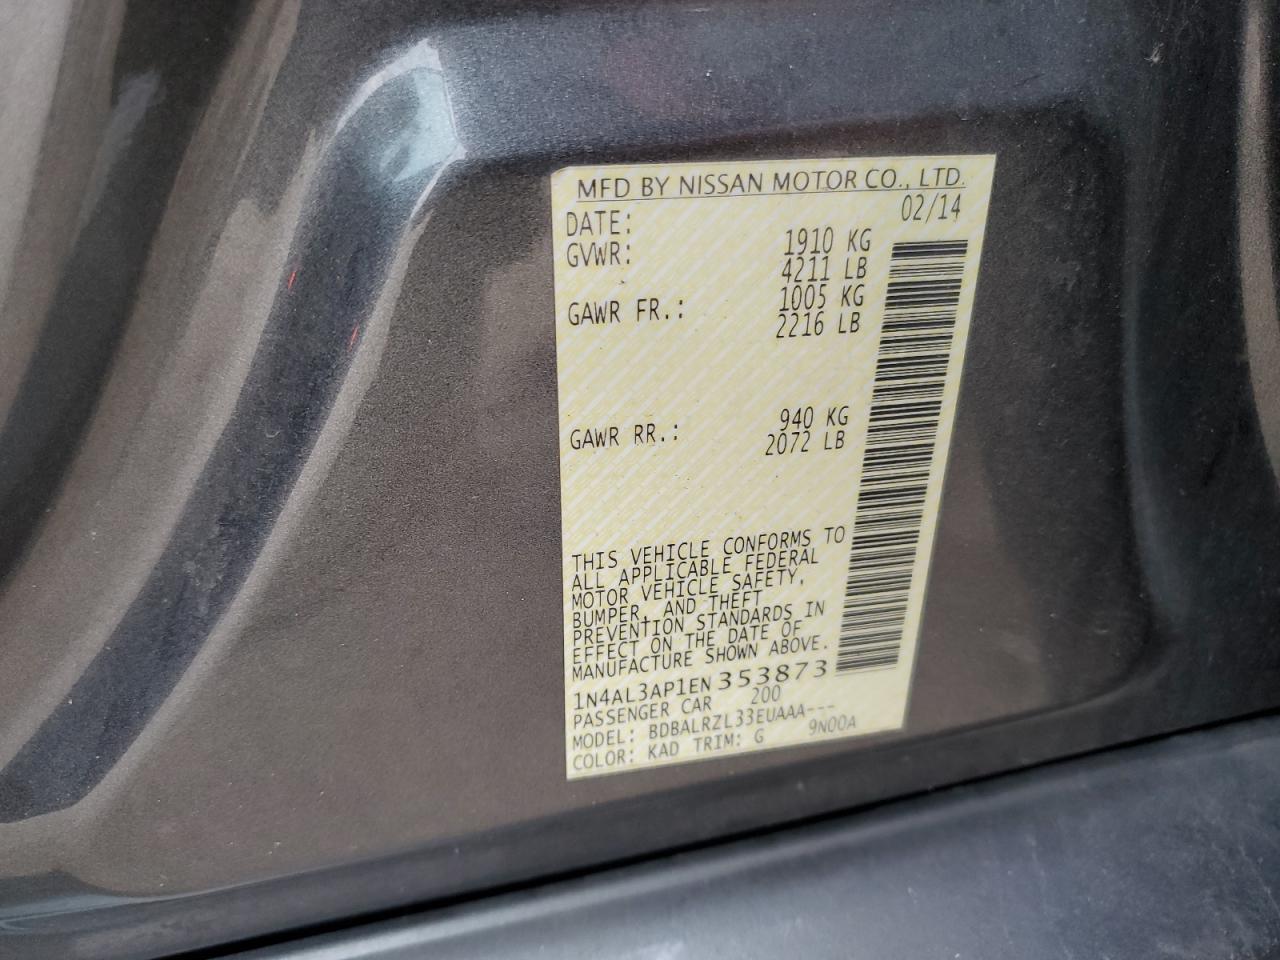 MFD BY NISSAN MOTOR CO., LTD.
DATE: 02/14
GVWR: 1910 KG
4211 LB
GAWR FR.: 1005 KG
2216 LB
GAWR RR.: 940 KG
2072 LB
THIS VEHICLE CONFORMS TO
ALL APPLICABLE FEDERAL
MOTOR VEHICLE SAFETY,
BUMPER, AND THEFT
PREVENTION STANDARDS IN
EFFECT ON THE DATE OF
MANUFACTURE SHOWN ABOVE.
1N4AL3AP1EN353873
PASSENGER CAR 200
MODEL: BDBALRZL33EUAAA---
COLOR: KAD TRIM: G 9N00A